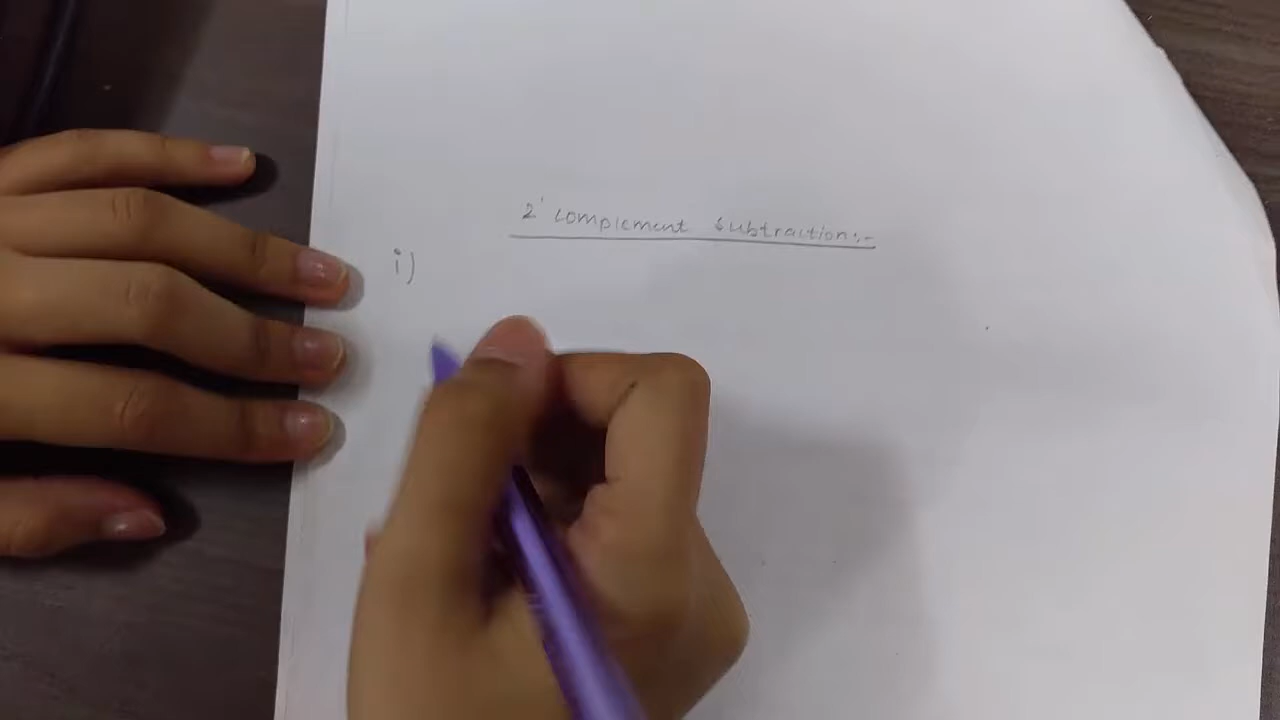 2' complement subtraction:-
i)